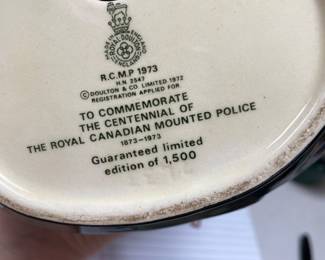 MADE IN ENGLAND
ROYAL DOULTON
ENGLAND
R.C.M.P 1973
H.N 2547
© DOULTON & CO. LIMITED 1972
REGISTRATION APPLIED FOR
TO COMMEMORATE
THE CENTENNIAL OF
THE ROYAL CANADIAN MOUNTED POLICE
1873–1973
Guaranteed limited
edition of 1,500